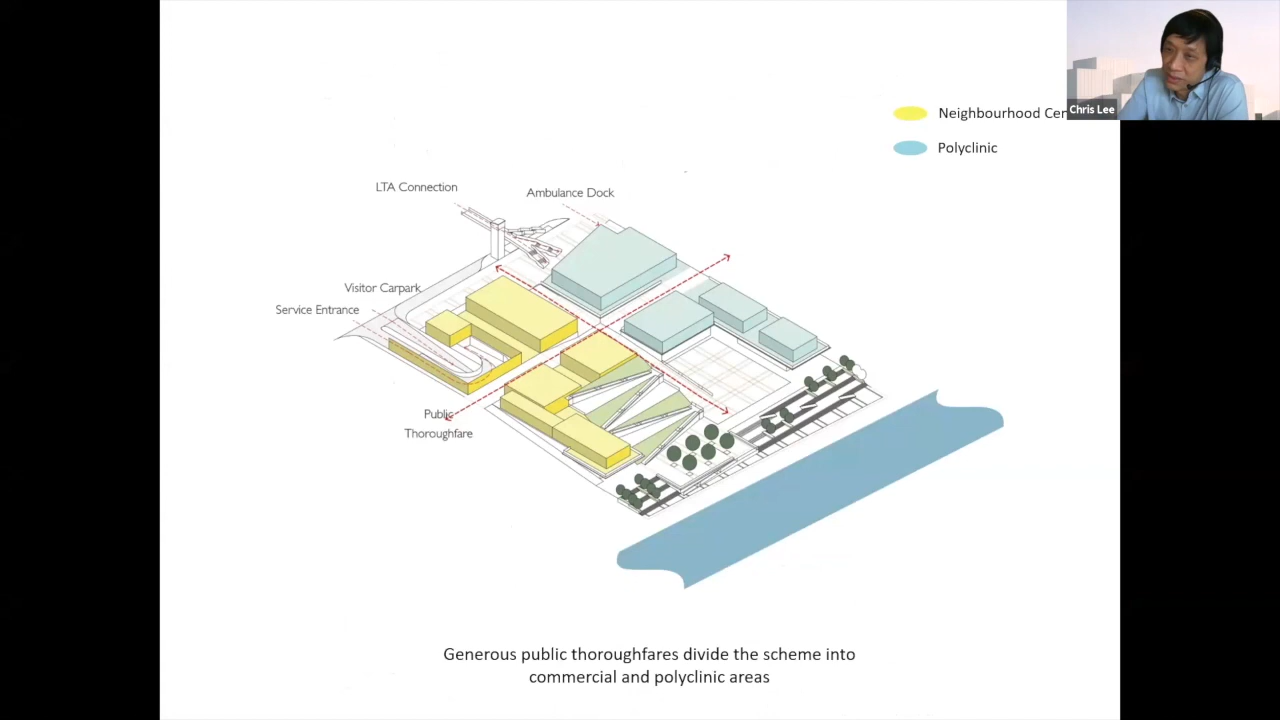 Chris Lee
Neighbourhood Cen
Polyclinic
LTA Connection
Ambulance Dock
Visitor Carpark
Service Entrance
Public
Thoroughfare
Generous public thoroughfares divide the scheme into
commercial and polyclinic areas